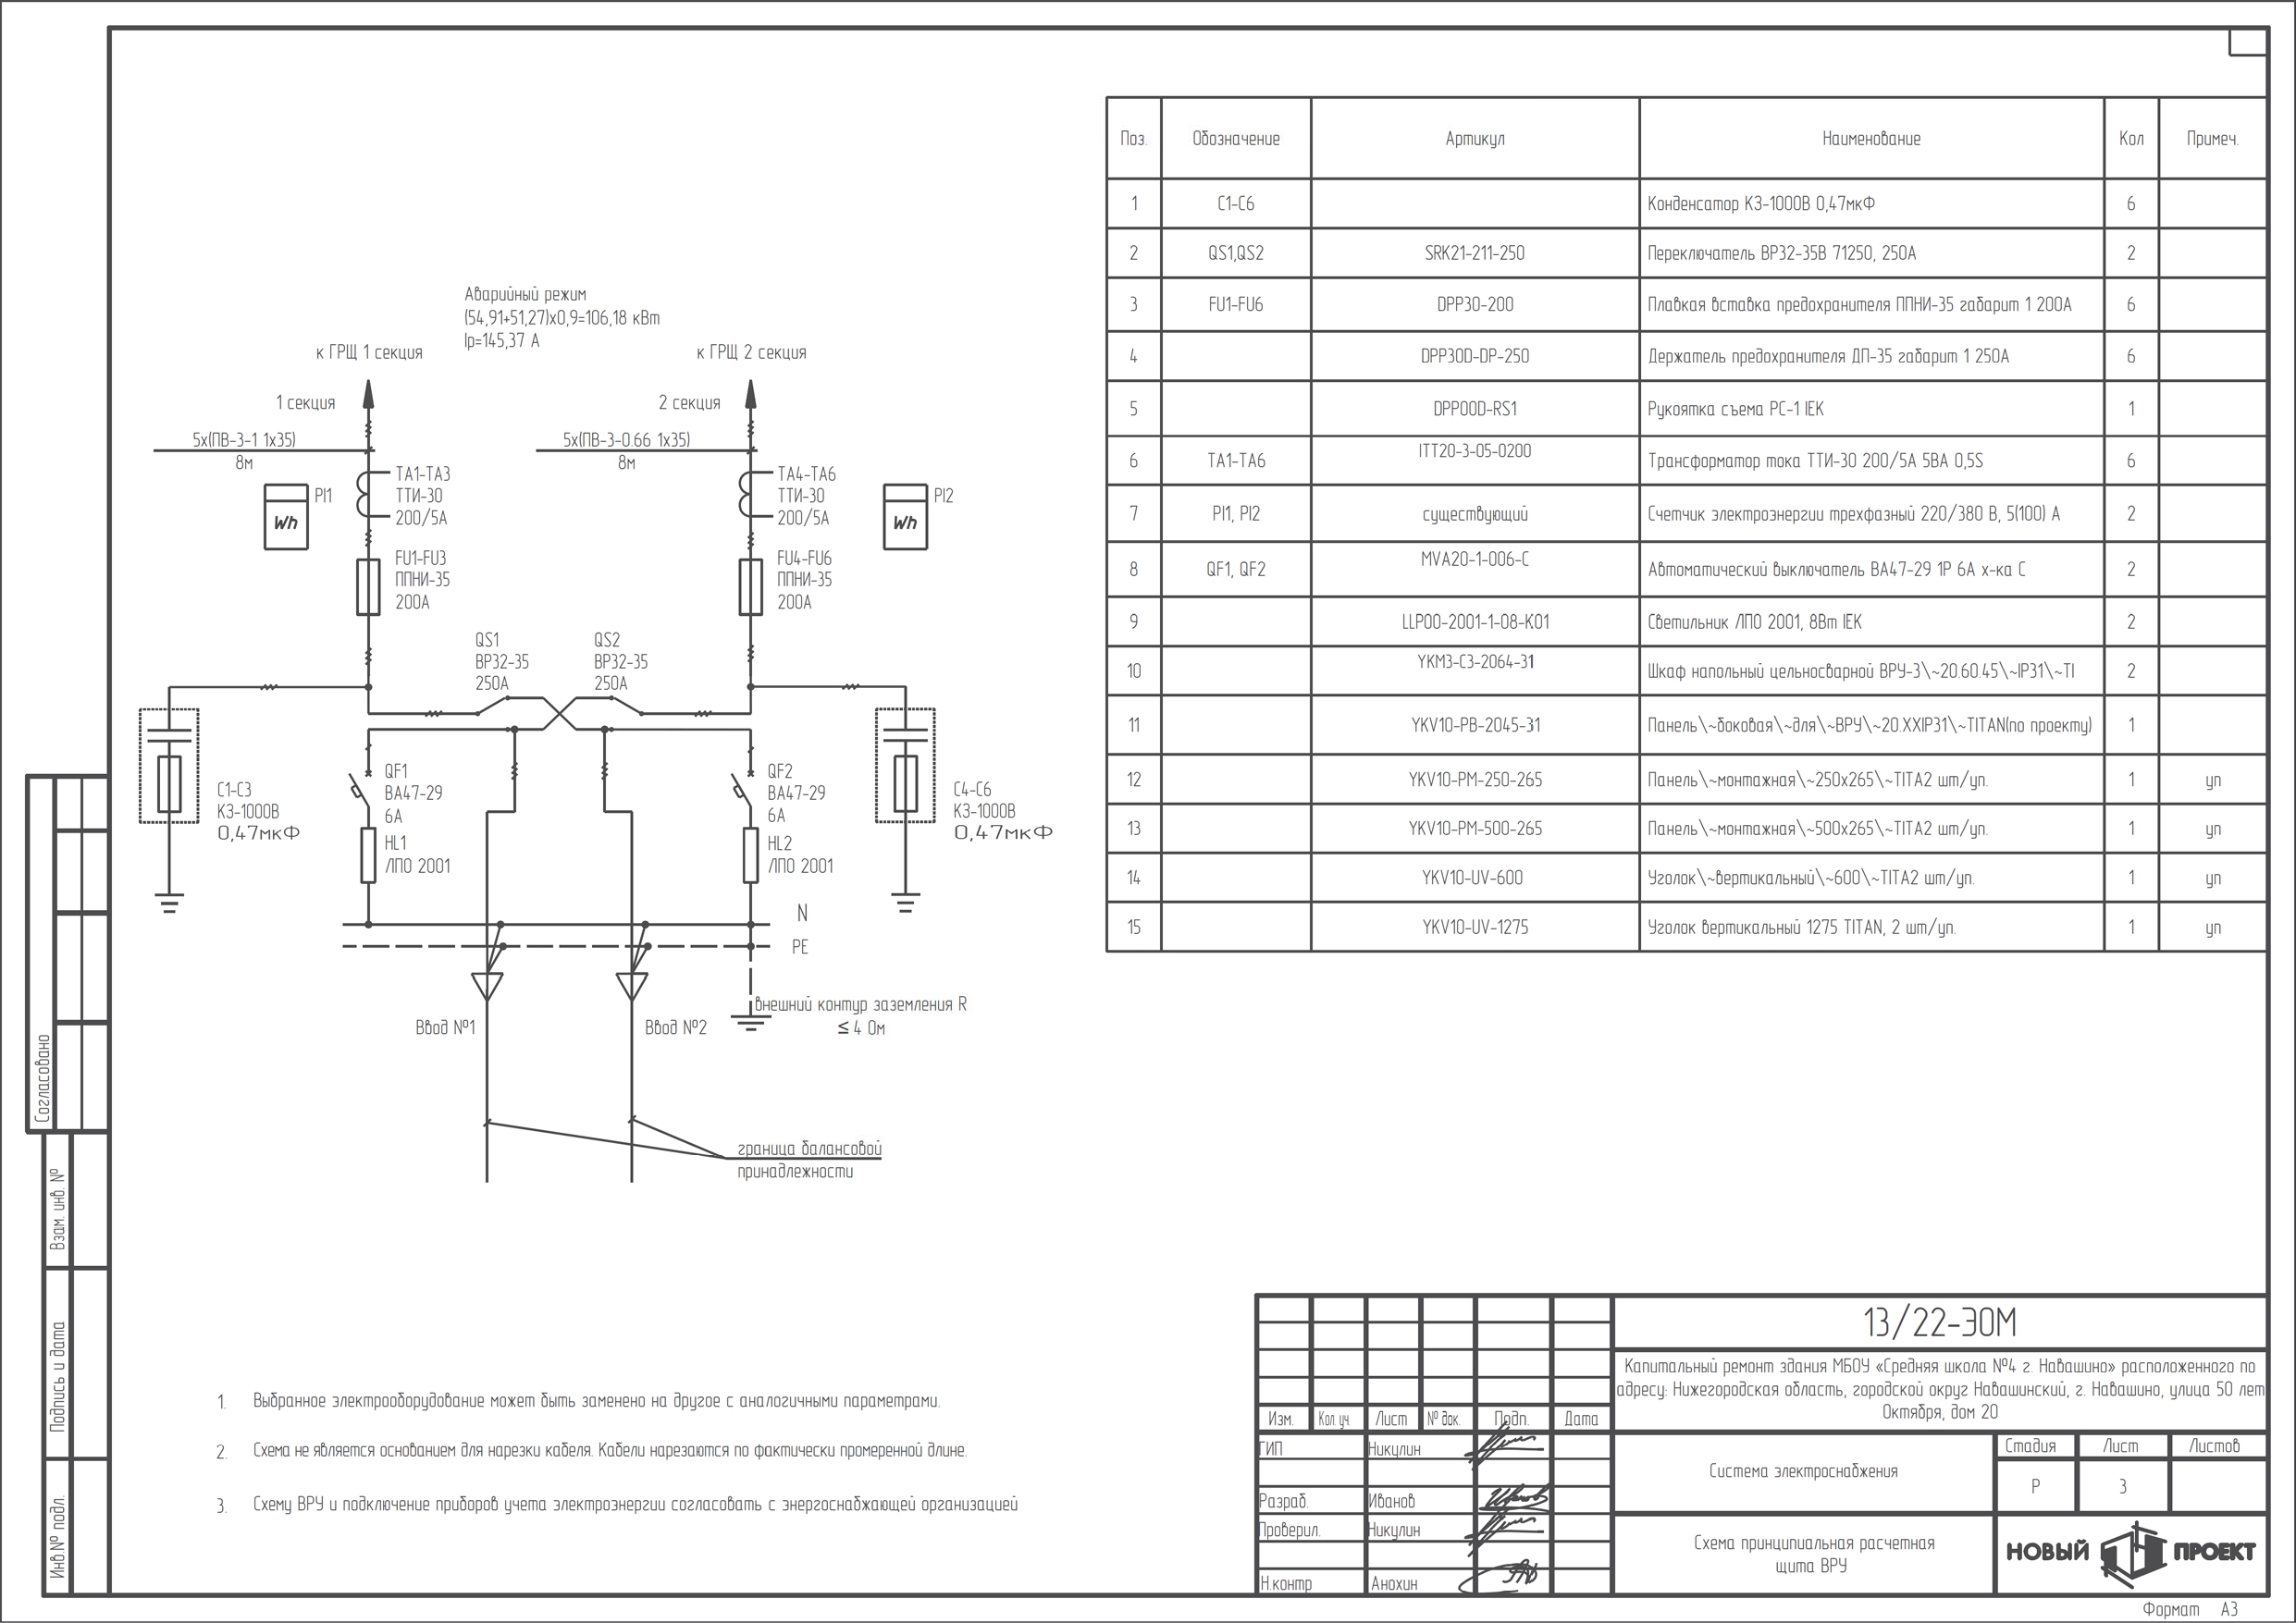 Аварийный режим
(54,91+51,27)х0,9=106,18 кВт
Iр=145,37 А
к ГРЩ 1 секция
к ГРЩ 2 секция
1 секция
2 секция
5х(ПВ-3-1 1х35)
8м
5х(ПВ-3-0.66 1х35)
8м
PI1
Wh
TA1-TA3
ТТИ-30
200/5А
TA4-TA6
ТТИ-30
200/5А
PI2
Wh
FU1-FU3
ППНИ-35
200А
FU4-FU6
ППНИ-35
200А
QS1
ВР32-35
250А
QS2
ВР32-35
250А
C1-C3
КЗ-1000В
0,47мкФ
QF1
ВА47-29
6А
HL1
ЛПО 2001
QF2
ВА47-29
6А
HL2
ЛПО 2001
C4-C6
КЗ-1000В
0,47мкФ
N
PE
внешний контур заземления R
≤ 4 Ом
Ввод №1
Ввод №2
граница балансовой
принадлежности
1. Выбранное электрооборудование может быть заменено на другое с аналогичными параметрами.
2. Схема не является основанием для нарезки кабеля. Кабели нарезаются по фактически промеренной длине.
3. Схему ВРУ и подключение приборов учета электроэнергии согласовать с энергоснабжающей организацией
Поз. Обозначение Артикул Наименование Кол Примеч.
1 C1-C6 Конденсатор КЗ-1000В 0,47мкФ 6
2 QS1,QS2 SRK21-211-250 Переключатель ВР32-35В 71250, 250А 2
3 FU1-FU6 DPP30-200 Плавкая вставка предохранителя ППНИ-35 габарит 1 200А 6
4 DPP30D-DP-250 Держатель предохранителя ДП-35 габарит 1 250А 6
5 DPP00D-RS1 Рукоятка съема РС-1 IEK 1
6 TA1-TA6 ITT20-3-05-0200 Трансформатор тока ТТИ-30 200/5А 5ВА 0,5S 6
7 PI1, PI2 существующий Счетчик электроэнергии трехфазный 220/380 В, 5(100) А 2
8 QF1, QF2 MVA20-1-006-C Автоматический выключатель ВА47-29 1Р 6А х-ка С 2
9 LLP00-2001-1-08-K01 Светильник ЛПО 2001, 8Вт IEK 2
10 YKM3-C3-2064-31 Шкаф напольный цельносварной ВРУ-3\~20.60.45\~IP31\~TI 2
11 YKV10-PB-2045-31 Панель\~боковая\~для\~ВРУ\~20.XXIP31\~TITAN(по проекту) 1
12 YKV10-PM-250-265 Панель\~монтажная\~250х265\~TITA2 шт/уп. 1 уп
13 YKV10-PM-500-265 Панель\~монтажная\~500х265\~TITA2 шт/уп. 1 уп
14 YKV10-UV-600 Уголок\~вертикальный\~600\~TITA2 шт/уп. 1 уп
15 YKV10-UV-1275 Уголок вертикальный 1275 TITAN, 2 шт/уп. 1 уп
Согласовано
Взам. инв. №
Подпись и дата
Инв.№ подл.
13/22-ЭОМ
Капитальный ремонт здания МБОУ «Средняя школа №4 г. Навашино» расположенного по
адресу: Нижегородская область, городской округ Навашинский, г. Навашино, улица 50 лет
Октября, дом 20
Изм. Кол. уч. Лист № док. Подп. Дата
ГИП Никулин
Разраб. Иванов
Проверил. Никулин
Н.контр Анохин
Система электроснабжения
Стадия Лист Листов
Р 3
Схема принципиальная расчетная
щита ВРУ
НОВЫЙ ПРОЕКТ
Формат А3